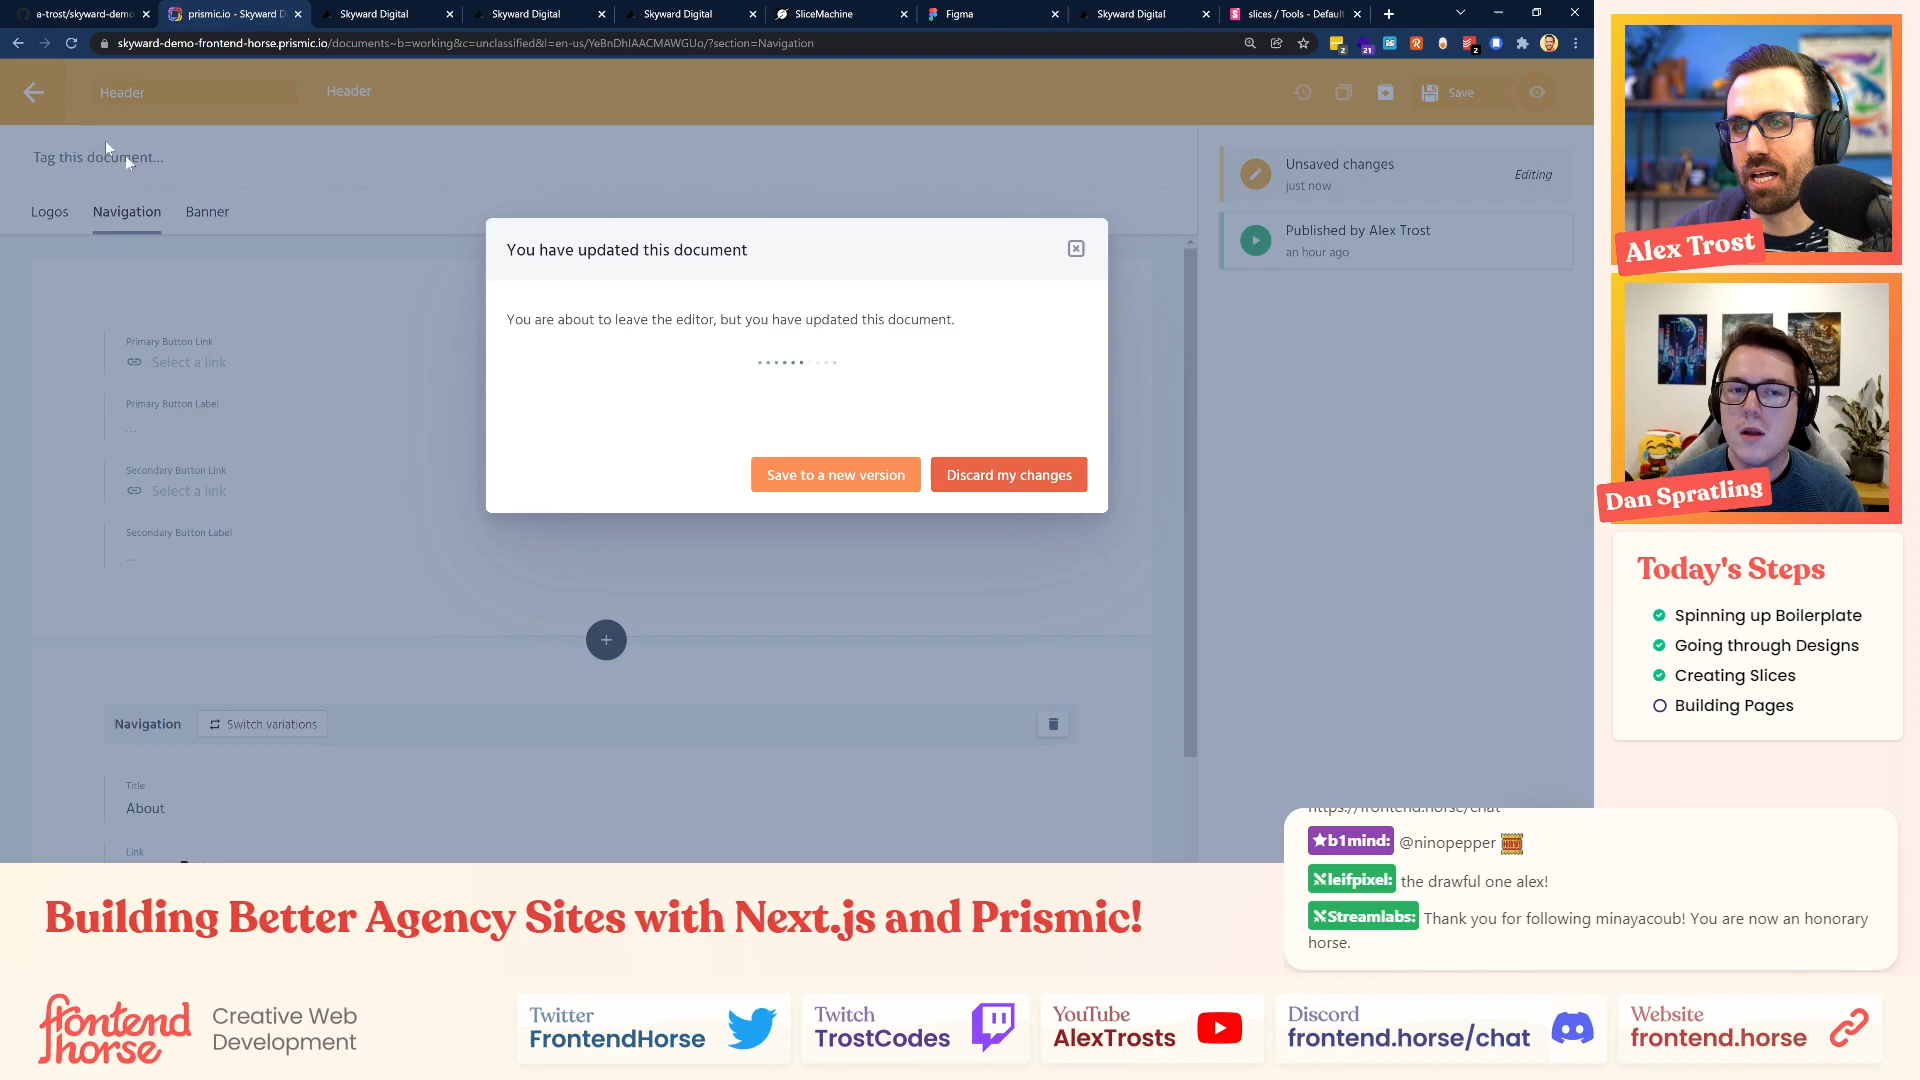 a-trost/skyward-demo
prismic.io - Skyward D
Skyward Digital
Skyward Digital
Skyward Digital
SliceMachine
Figma
Skyward Digital
slices / Tools - Default
skyward-demo-frontend-horse.prismic.io/documents~b=working&c=unclassified&l=en-us/YeBnDhIAACMAWGUo/?section=Navigation
Header
Header
Save
Tag this document...
Logos
Navigation
Banner
Unsaved changes
just now
Editing
Published by Alex Trost
an hour ago
You have updated this document
You are about to leave the editor, but you have updated this document.
Save to a new version
Discard my changes
Primary Button Link
Select a link
Primary Button Label
...
Secondary Button Link
Select a link
Secondary Button Label
...
Navigation
Switch variations
Title
About
Link
Alex Trost
Dan Spratling
Today's Steps
Spinning up Boilerplate
Going through Designs
Creating Slices
Building Pages
https://frontend.horse/chat
b1mind: @ninopepper HAY!
leifpixel: the drawful one alex!
Streamlabs: Thank you for following minayacoub! You are now an honorary
horse.
Building Better Agency Sites with Next.js and Prismic!
frontend
horse
Creative Web
Development
Twitter
FrontendHorse
Twitch
TrostCodes
YouTube
AlexTrosts
Discord
frontend.horse/chat
Website
frontend.horse